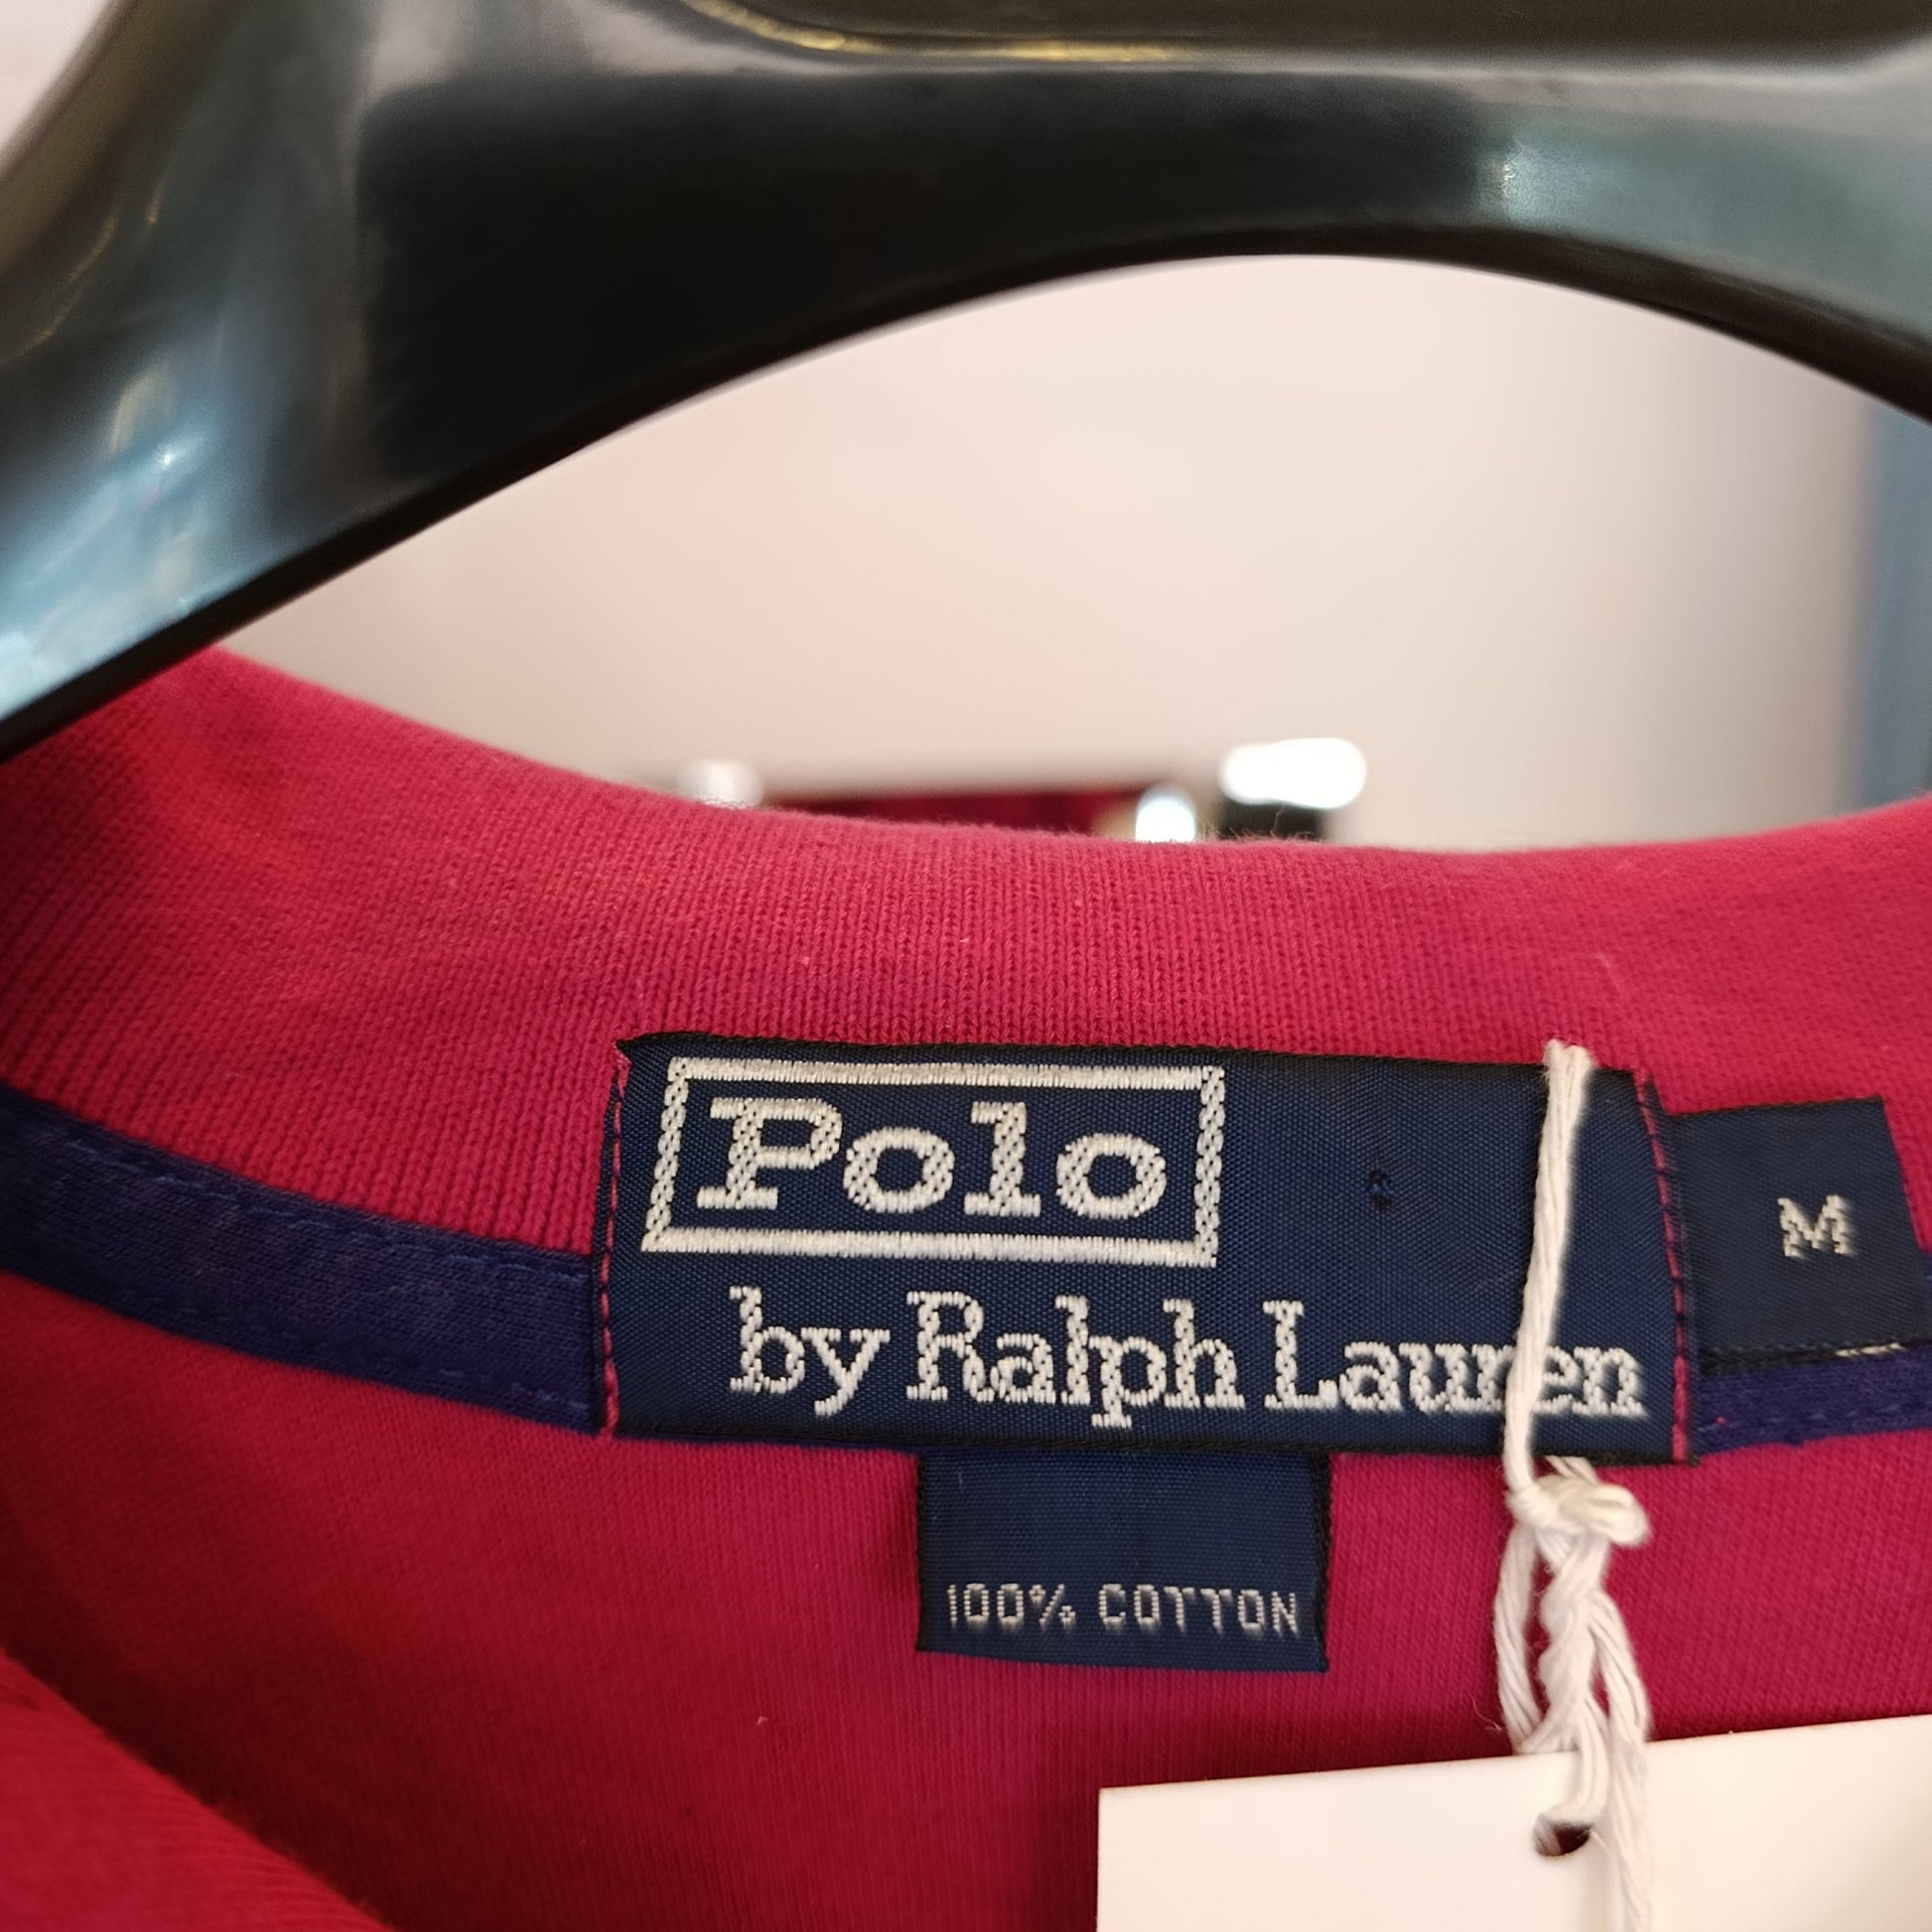 Polo
by Ralph Lauren
M
100% COTTON